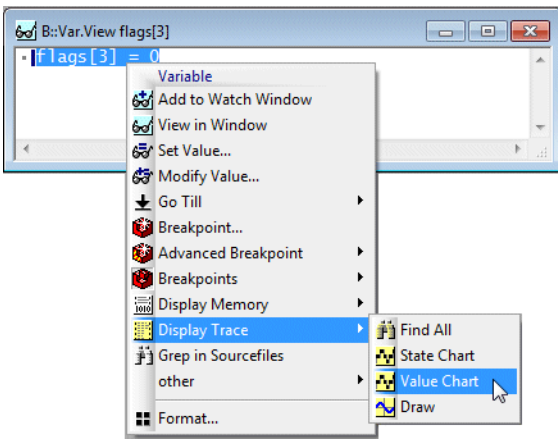 B::Var.View flags[3]
flags[3] = 0
Variable
Add to Watch Window
View in Window
Set Value...
Modify Value...
Go Till
Breakpoint...
Advanced Breakpoint
Breakpoints
Display Memory
Display Trace
Find All
Grep in Sourcefiles
State Chart
other
Value Chart
Format...
Draw